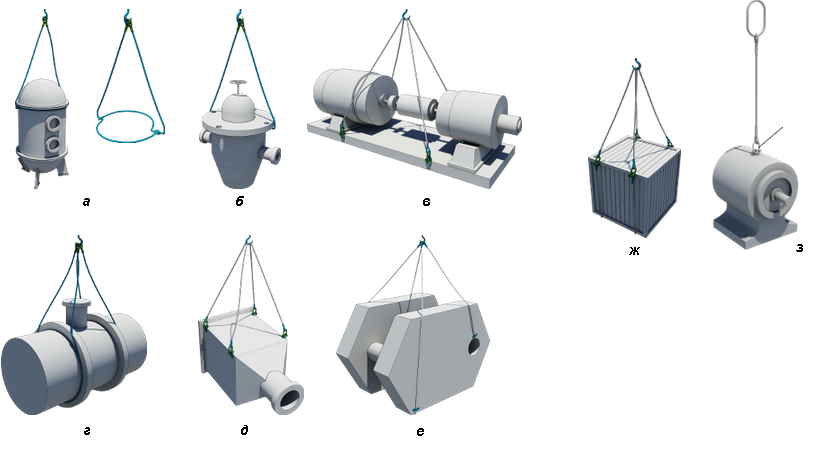 а б в
ж з
г д е